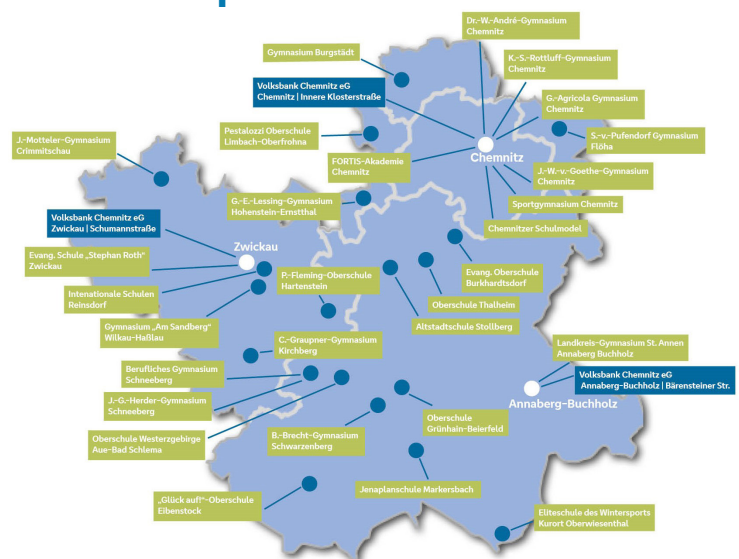 Dr.-W.-André-Gymnasium
Chemnitz
Gymnasium Burgstädt
K.-S.-Rottluff-Gymnasium
Chemnitz
Volksbank Chemnitz eG
Chemnitz | Innere Klosterstraße
G.-Agricola Gymnasium
Chemnitz
Pestalozzi Oberschule
Limbach-Oberfrohna
S.-v.-Pufendorf Gymnasium
Flöha
J.-Motteler-Gymnasium
Crimmitschau
Chemnitz
FORTIS-Akademie
Chemnitz
J.-W.-v.-Goethe-Gymnasium
Chemnitz
G.-E.-Lessing-Gymnasium
Hohenstein-Ernstthal
Sportgymnasium Chemnitz
Volksbank Chemnitz eG
Zwickau | Schumannstraße
Chemnitzer Schulmodel
Zwickau
Evang. Schule „Stephan Roth"
Zwickau
P.-Fleming-Oberschule
Hartenstein
Evang. Oberschule
Burkhardtsdorf
Intenationale Schulen
Reinsdorf
Oberschule Thalheim
Gymnasium „Am Sandberg"
Wilkau-Haßlau
Altstadtschule Stollberg
C.-Graupner-Gymnasium
Kirchberg
Landkreis-Gymnasium St. Annen
Annaberg Buchholz
Berufliches Gymnasium
Schneeberg
Volksbank Chemnitz eG
Annaberg-Buchholz | Bärensteiner Str.
J.-G.-Herder-Gymnasium
Schneeberg
Annaberg-Buchholz
Oberschule Westerzgebirge
Aue-Bad Schlema
B.-Brecht-Gymnasium
Schwarzenberg
Oberschule
Grünhain-Beierfeld
„Glück auf!"-Oberschule
Eibenstock
Jenaplanschule Markersbach
Eliteschule des Wintersports
Kurort Oberwiesenthal